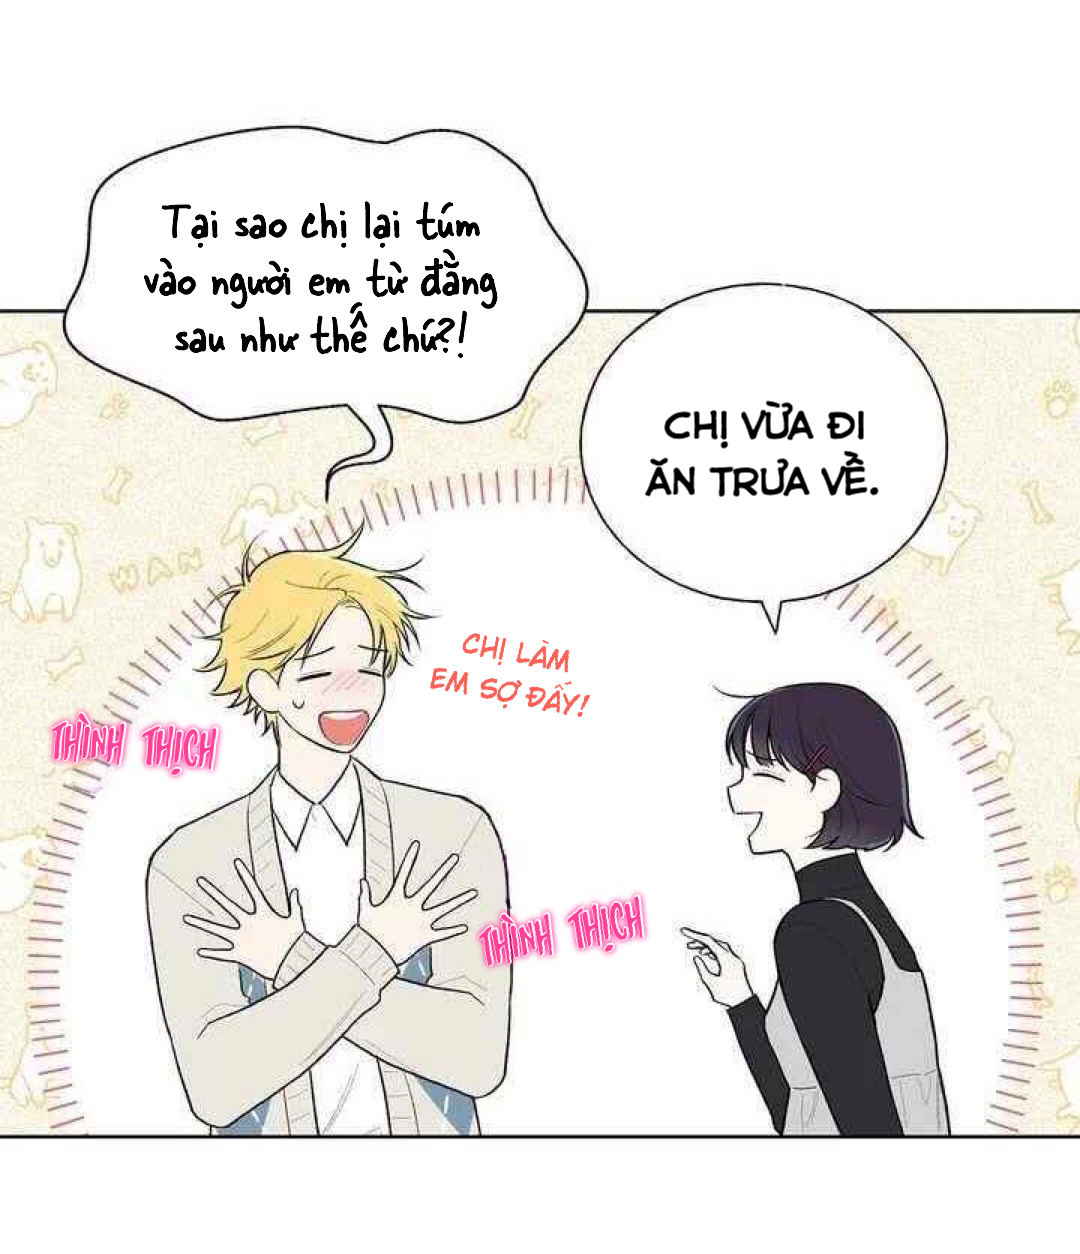 Tại sao chị lại túm
vào người em từ đằng
sau như thế chứ?!
CHỊ VỪA ĐI
ĂN TRƯA VỀ.
CHỊ LÀM
EM SỢ ĐẤY!
THÌNH THỊCH
THÌNH THỊCH
WAN